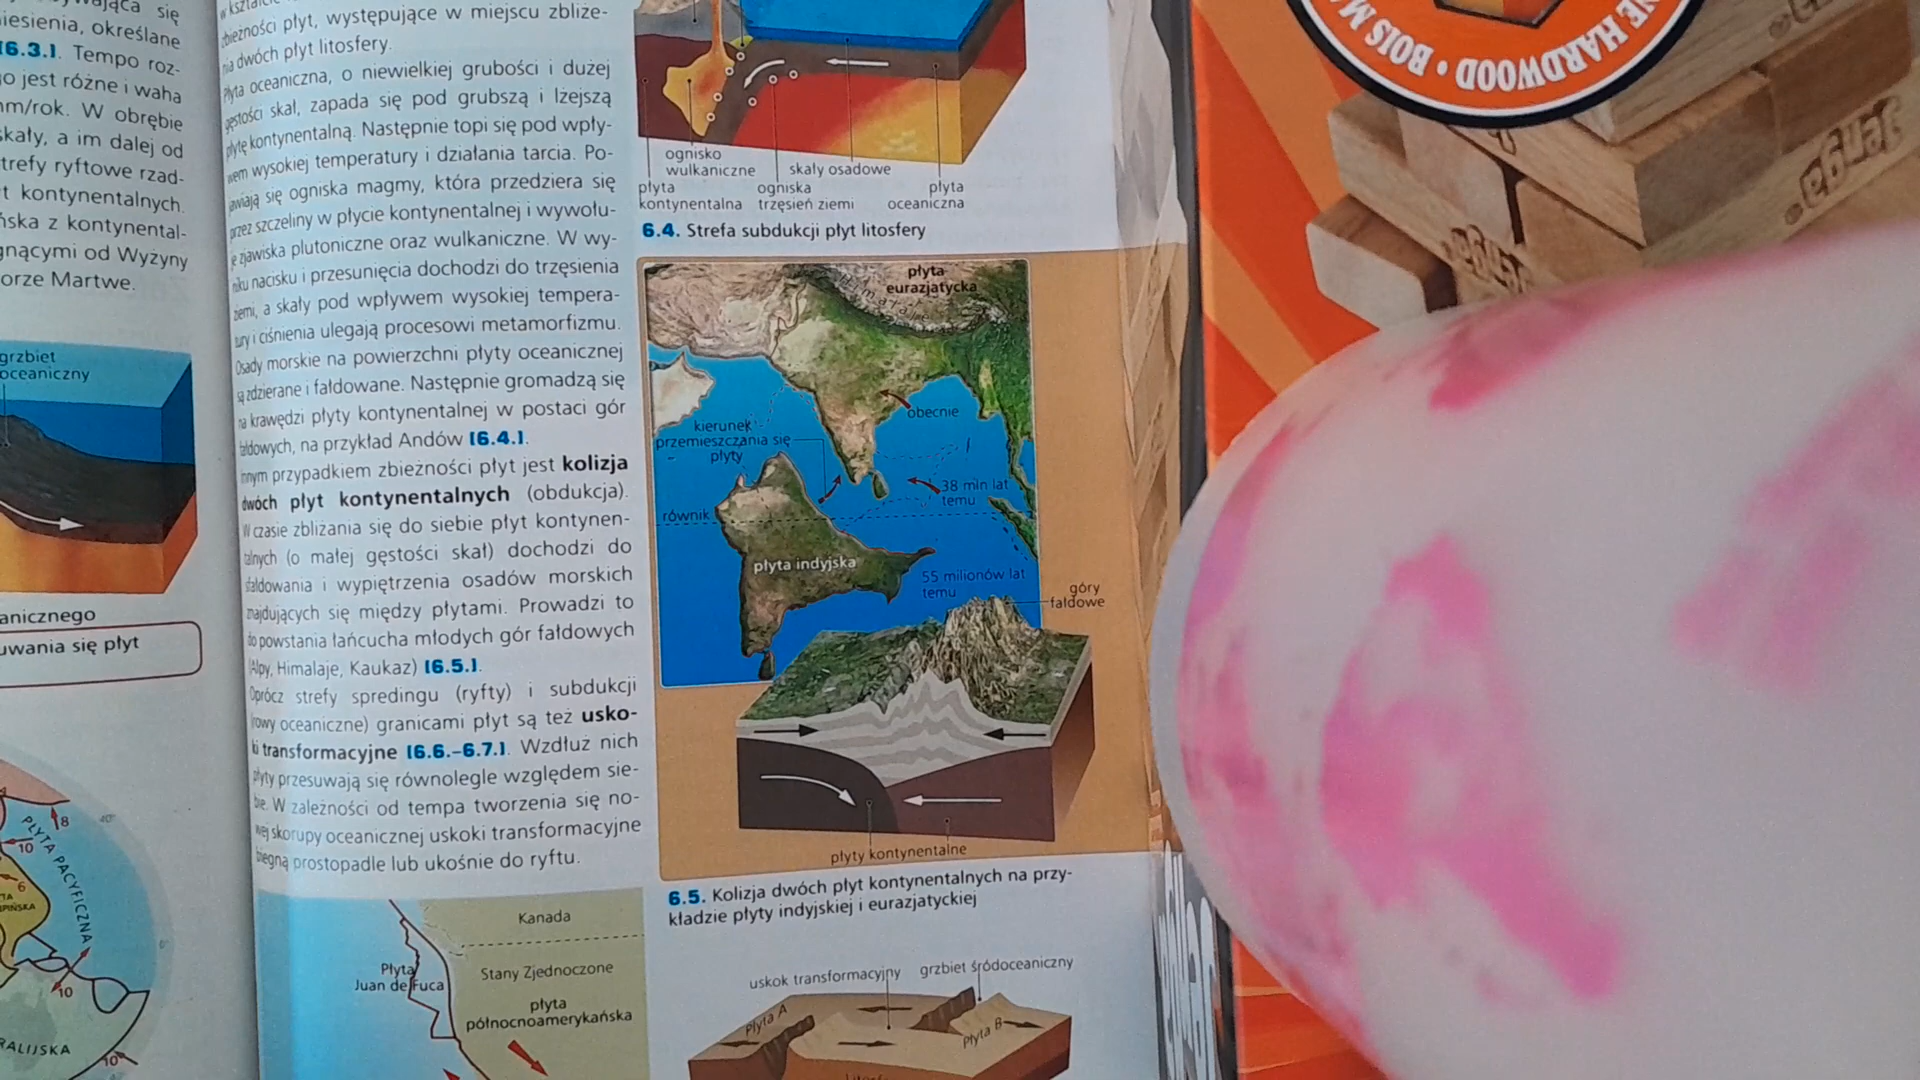 się
określane
[6.3.]. Tempo roz-
jest różne i waha
W obrębie
skały, a im dalej od
ryftowe rzad-
kontynentalnych.
z kontynental-
od Wyżyny
Martwe.
grzbiet
oceaniczny
się płyt
PŁYTA PACYFICZNA
8
40°
10
6
0°
10
10
płyt, występujące w miejscu zbliże-
nia dwóch płyt litosfery.
Płyta oceaniczna, o niewielkiej grubości i dużej
gęstości skał, zapada się pod grubszą i lżejszą
płytę kontynentalną. Następnie topi się pod wpły-
wem wysokiej temperatury i działania tarcia. Po-
jawiają się ogniska magmy, która przedziera się
przez szczeliny w płycie kontynentalnej i wywołu-
je zjawiska plutoniczne oraz wulkaniczne. W wy-
niku nacisku i przesunięcia dochodzi do trzęsienia
ziemi, a skały pod wpływem wysokiej tempera-
tury i ciśnienia ulegają procesowi metamorfizmu.
Osady morskie na powierzchni płyty oceanicznej
są zdzierane i fałdowane. Następnie gromadzą się
na krawędzi płyty kontynentalnej w postaci gór
fałdowych, na przykład Andów [6.4.].
Innym przypadkiem zbieżności płyt jest kolizja
dwóch płyt kontynentalnych (obdukcja).
W czasie zbliżania się do siebie płyt kontynen-
talnych (o małej gęstości skał) dochodzi do
sfałdowania i wypiętrzenia osadów morskich
znajdujących się między płytami. Prowadzi to
do powstania łańcucha młodych gór fałdowych
(Alpy, Himalaje, Kaukaz) [6.5.].
Oprócz strefy spredingu (ryfty) i subdukcji
(rowy oceaniczne) granicami płyt są też usko-
ki transformacyjne [6.6.–6.7.]. Wzdłuż nich
płyty przesuwają się równolegle względem sie-
bie. W zależności od tempa tworzenia się no-
wej skorupy oceanicznej uskoki transformacyjne
biegną prostopadle lub ukośnie do ryftu.
Kanada
Płyta
Juan de Fuca
Stany Zjednoczone
płyta
północnoamerykańska
ognisko
wulkaniczne
skały osadowe
płyta
kontynentalna
ogniska
trzęsień ziemi
płyta
oceaniczna
6.4. Strefa subdukcji płyt litosfery
płyta
eurazjatycka
Himalaje
obecnie
kierunek
przemieszczania się
płyty
38 mln lat
temu
równik
płyta indyjska
55 milionów lat
temu
góry
fałdowe
płyty kontynentalne
6.5. Kolizja dwóch płyt kontynentalnych na przy-
kładzie płyty indyjskiej i eurazjatyckiej
uskok transformacyjny
grzbiet śródoceaniczny
Płyta A
Płyta B
HARDWOOD • BOIS
Jenga
Jenga